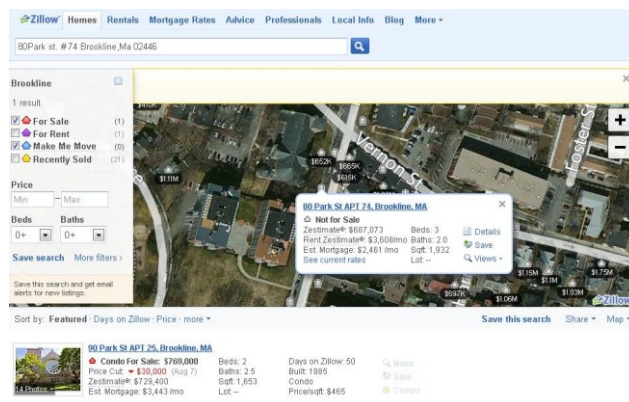 Zillow Homes Rentals Mortgage Rates Advice Professionals Local Info Blog More
80Park st. #74 Brookline,Ma 02446
Brookline
1 result.
For Sale (1)
For Rent (1)
Make Me Move (0)
Recently Sold (21)
Price
Min – Max
Beds Baths
0+ 0+
Save search More filters
Save this search and get email
alerts for new listings.
$1.11M
$652K
$665K
$615K
Vernon St
Foster St
80 Park St APT 74, Brookline, MA
Not for Sale
Zestimate®: $687,073 Beds: 3 Details
Rent Zestimate®: $3,608/mo Baths: 2.0 Save
Est. Mortgage: $2,461 /mo Sqft: 1,932 Views
See current rates Lot: --
$697K
$1.06M
$1.15M
$1.1M
$1.03M
$1.75M
Zillow
Sort by: Featured · Days on Zillow · Price · more Save this search Share Map
90 Park St APT 25, Brookline, MA
Condo For Sale: $769,000 Beds: 2 Days on Zillow: 50 Maps
Price Cut: $30,000 (Aug 7) Baths: 2.5 Built: 1885 Save
Zestimate®: $729,400 Sqft: 1,653 Condo Comps
Est. Mortgage: $3,443 /mo Lot: -- Price/sqft: $465
14 Photos